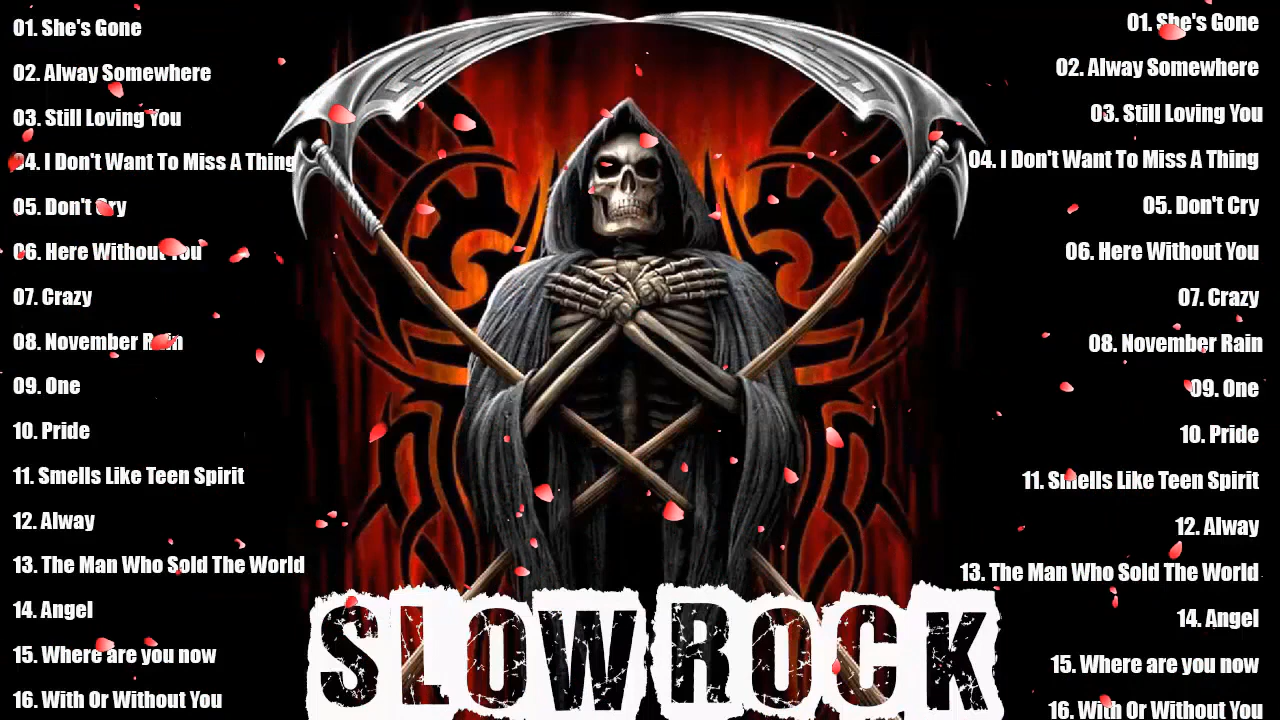 01. She's Gone
02. Alway Somewhere
03. Still Loving You
04. I Don't Want To Miss A Thing
05. Don't Cry
06. Here Without You
07. Crazy
08. November Rain
09. One
10. Pride
11. Smells Like Teen Spirit
12. Alway
13. The Man Who Sold The World
14. Angel
15. Where are you now
16. With Or Without You
01. She's Gone
02. Alway Somewhere
03. Still Loving You
04. I Don't Want To Miss A Thing
05. Don't Cry
06. Here Without You
07. Crazy
08. November Rain
09. One
10. Pride
11. Smells Like Teen Spirit
12. Alway
13. The Man Who Sold The World
14. Angel
15. Where are you now
16. With Or Without You
SLOW ROCK